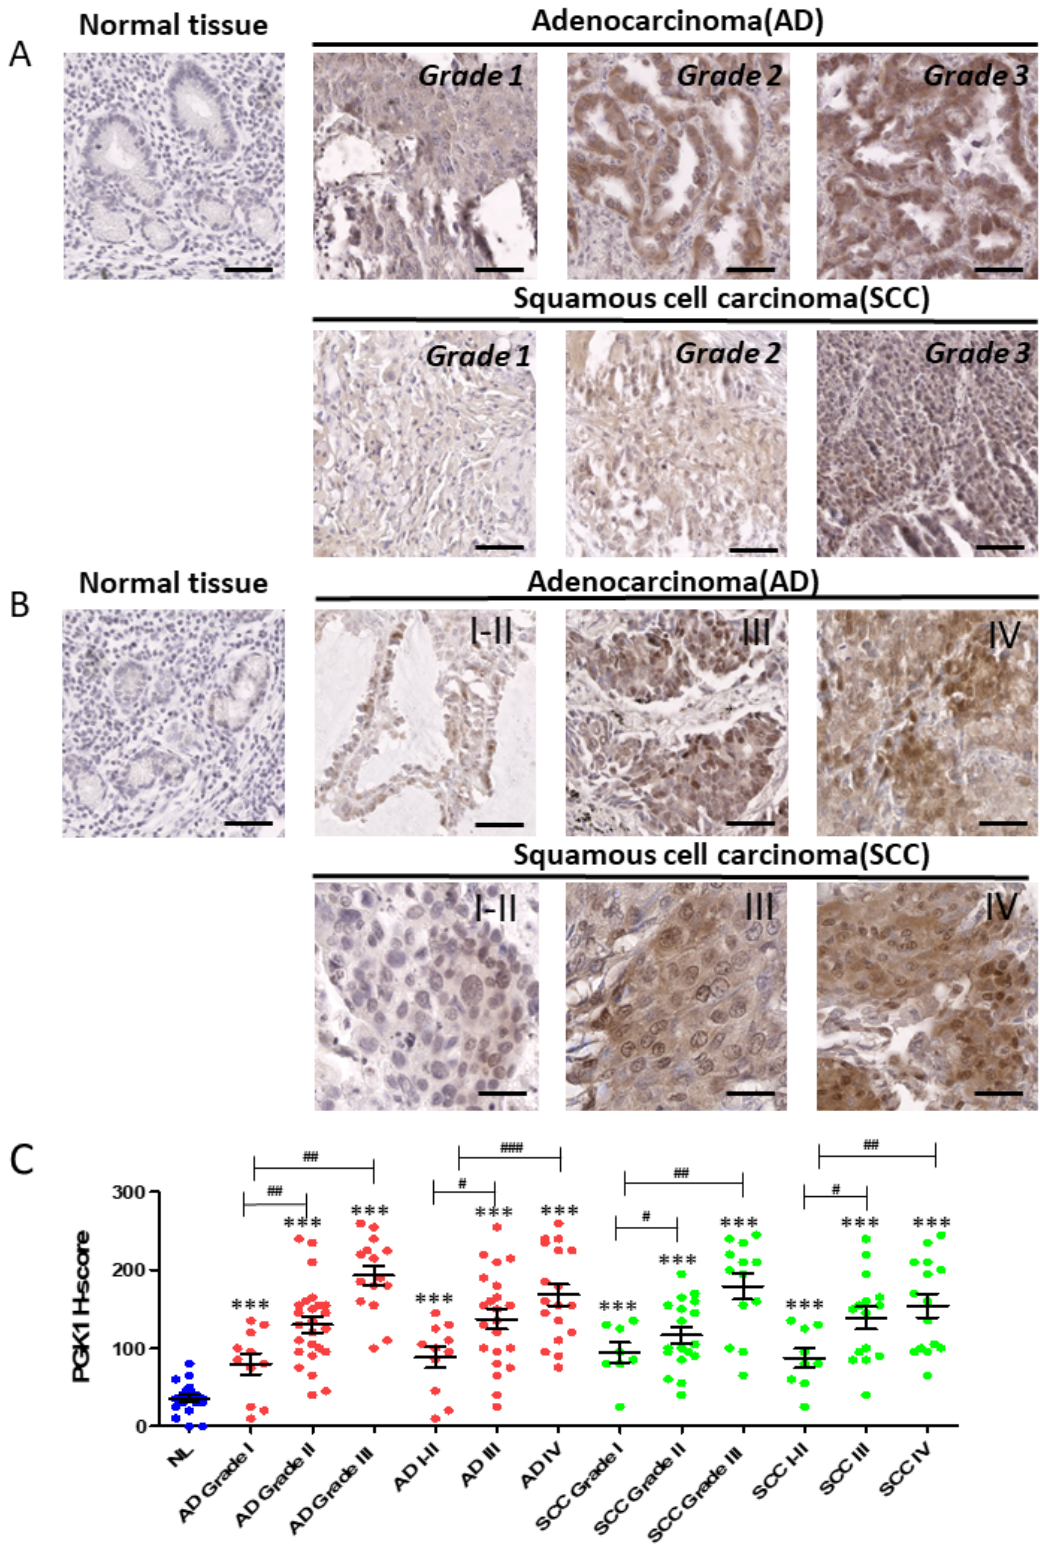 A
Normal tissue
Adenocarcinoma(AD)
Grade 1
Grade 2
Grade 3
Squamous cell carcinoma(SCC)
Grade 1
Grade 2
Grade 3
B
Normal tissue
Adenocarcinoma(AD)
I-II
III
IV
Squamous cell carcinoma(SCC)
I-II
III
IV
C
## ## # ### # ## # ##
*** *** *** *** *** *** *** *** *** *** *** ***
PGK1 H-score
300
200
100
0
NL
AD Grade I
AD Grade II
AD Grade III
AD I-II
AD III
AD IV
SCC Grade I
SCC Grade II
SCC Grade III
SCC I-II
SCC III
SCC IV